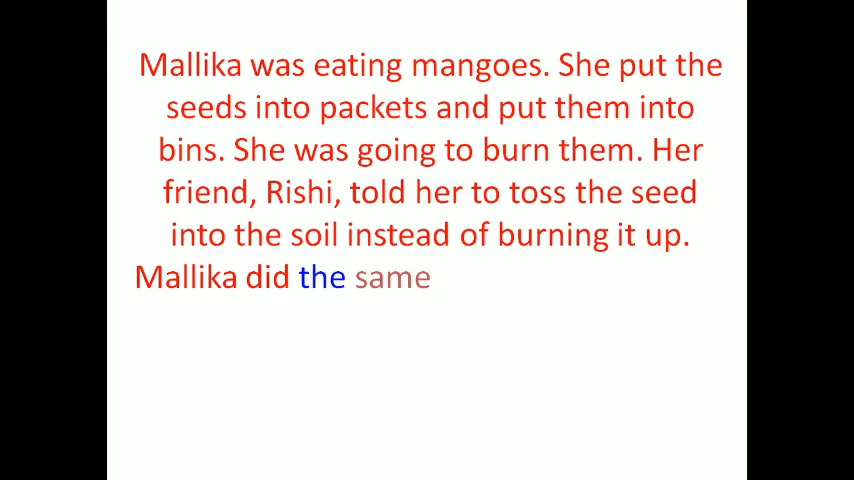 Mallika was eating mangoes. She put the
seeds into packets and put them into
bins. She was going to burn them. Her
friend, Rishi, told her to toss the seed
into the soil instead of burning it up.
Mallika did the same